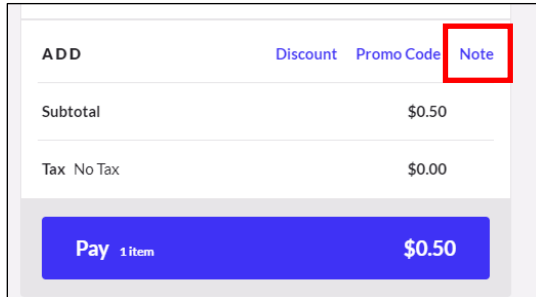 ADD Discount Promo Code Note
Subtotal $0.50
Tax No Tax $0.00
Pay 1 item $0.50